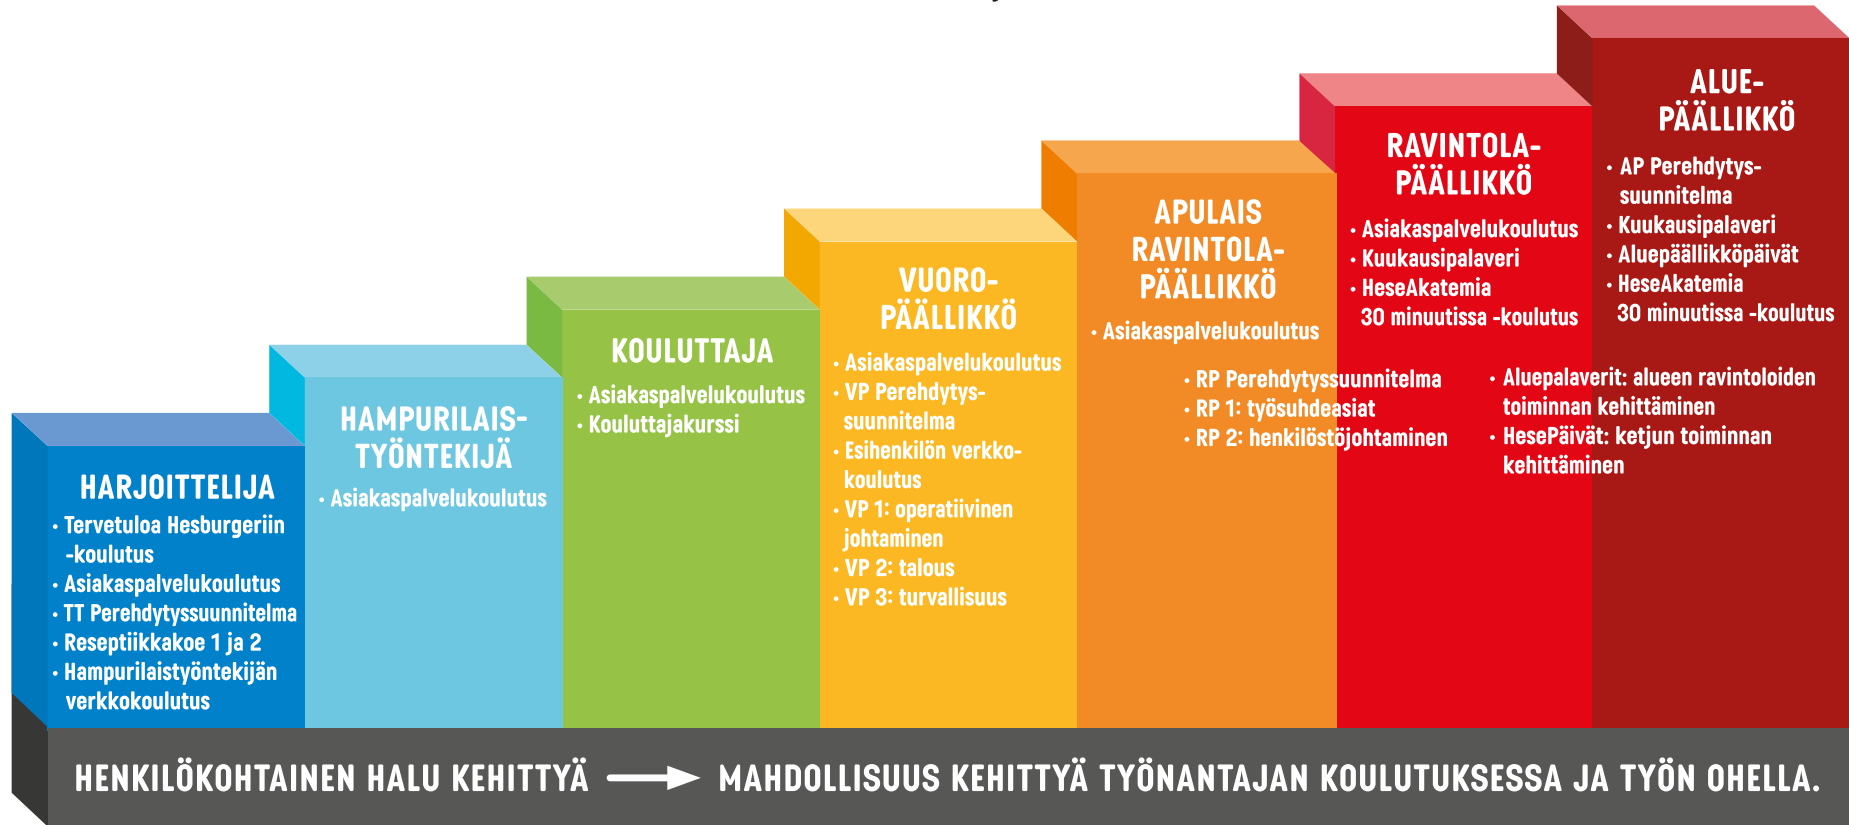 HARJOITTELIJA
• Tervetuloa Hesburgeriin
-koulutus
• Asiakaspalvelukoulutus
• TT Perehdytyssuunnitelma
• Reseptiikkakoe 1 ja 2
• Hampurilaistyöntekijän
verkkokoulutus
HAMPURILAIS-
TYÖNTEKIJÄ
• Asiakaspalvelukoulutus
KOULUTTAJA
• Asiakaspalvelukoulutus
• Kouluttajakurssi
VUORO-
PÄÄLLIKKÖ
• Asiakaspalvelukoulutus
• VP Perehdytys-
suunnitelma
• Esihenkilön verkko-
koulutus
• VP 1: operatiivinen
johtaminen
• VP 2: talous
• VP 3: turvallisuus
APULAIS
RAVINTOLA-
PÄÄLLIKKÖ
• Asiakaspalvelukoulutus
• RP Perehdytyssuunnitelma
• RP 1: työsuhdeasiat
• RP 2: henkilöstöjohtaminen
RAVINTOLA-
PÄÄLLIKKÖ
• Asiakaspalvelukoulutus
• Kuukausipalaveri
• HeseAkatemia
30 minuutissa -koulutus
ALUE-
PÄÄLLIKKÖ
• AP Perehdytys-
suunnitelma
• Kuukausipalaveri
• Aluepäällikköpäivät
• HeseAkatemia
30 minuutissa -koulutus
• Aluepalaverit: alueen ravintoloiden
toiminnan kehittäminen
• HesePäivät: ketjun toiminnan
kehittäminen
HENKILÖKOHTAINEN HALU KEHITTYÄ → MAHDOLLISUUS KEHITTYÄ TYÖNANTAJAN KOULUTUKSESSA JA TYÖN OHELLA.